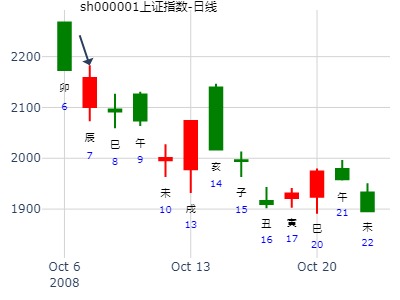 sh000001上证指数-日线
2200
2100
2000
1900
卯
6
辰
7
巳
8
午
9
未
10
戌
13
亥
14
子
15
丑
16
寅
17
巳
20
午
21
未
22
Oct 6
2008
Oct 13
Oct 20